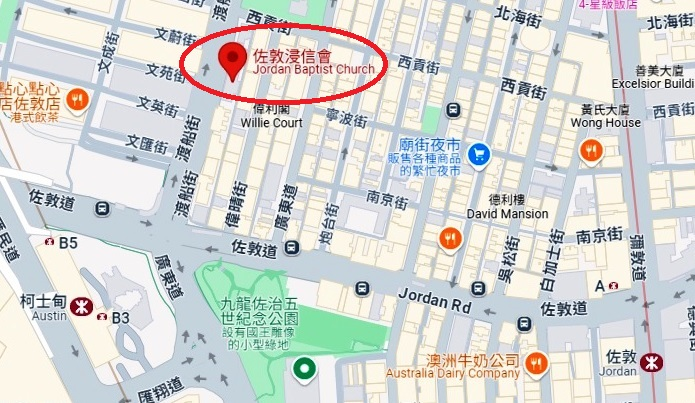 4-星級飯店
西貢街
北海街
文蔚街
文成街
佐敦浸信會
Jordan Baptist Church
西貢街
善美大廈
Excelsior Build
文苑街
點心點心
店佐敦店
港式飲茶
文英街
偉利閣
Willie Court
寧波街
西貢街
黃氏大廈
Wong House
西貢街
文匯街
渡船街
廟街夜市
販售各種商品
的繁忙夜市
佐敦道
渡船街
偉晴街
廣東道
炮台街
南京街
德利樓
David Mansion
吳松街
白加士街
南京街
彌敦道
B5
匯民道
廣東道
佐敦道
A
柯士甸
Austin
B3
九龍佐治五
世紀念公園
設有國王雕像
的小型綠地
Jordan Rd
佐敦道
匯翔道
澳洲牛奶公司
Australia Dairy Company
佐敦
Jordan